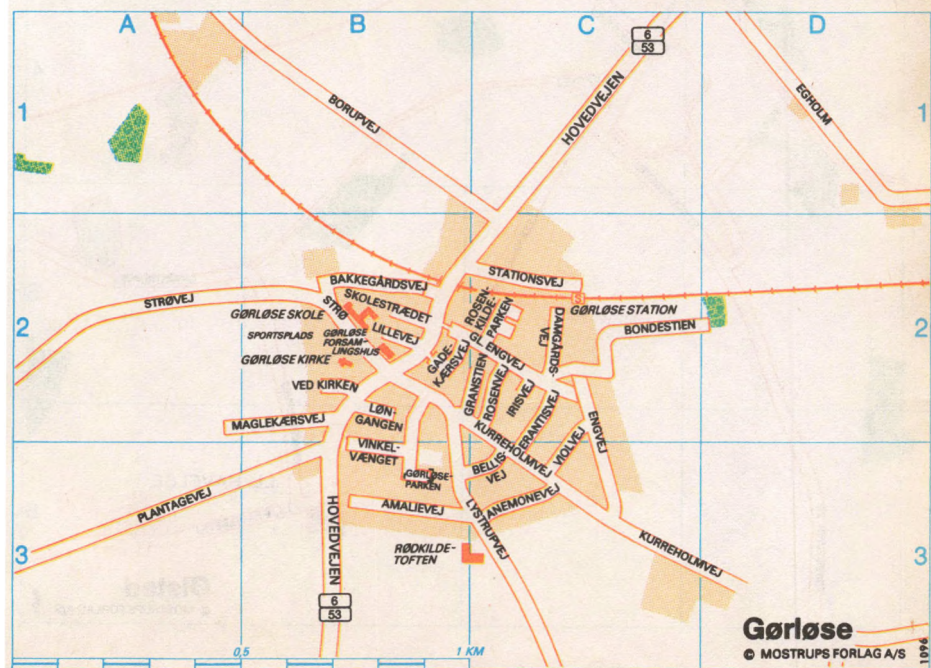 A
B
C
D
6
53
1
1
BORUPVEJ
HOVEDVEJEN
EGHOLM
BAKKEGÅRDSVEJ
STATIONSVEJ
STRØVEJ
SKOLESTRÆDET
ROSEN-
KILDE-
PARKEN
S
GØRLØSE STATION
GØRLØSE SKOLE
STRØ
LILLEVEJ
DAMGÅRDS-
VEJ
BONDESTIEN
2
2
SPORTSPLADS
GØRLØSE
FORSAM-
LINGSHUS
GL. ENGVEJ
GØRLØSE KIRKE
GADE-
KÆRSVEJ
GRANSTIEN
ROSENVEJ
IRISVEJ
VED KIRKEN
LØN-
GANGEN
MAGLEKÆRSVEJ
KURREHOLMVEJ
ERANTISVEJ
VIOLVEJ
ENGVEJ
VINKEL-
VÆNGET
GØRLØSE-
PARKEN
BELLIS-
VEJ
PLANTAGEVEJ
HOVEDVEJEN
AMALIEVEJ
LYSTRUPVEJ
ANEMONEVEJ
KURREHOLMVEJ
3
3
RØDKILDE-
TOFTEN
6
53
0,5
1 KM
Gørløse
© MOSTRUPS FORLAG A/S
9601